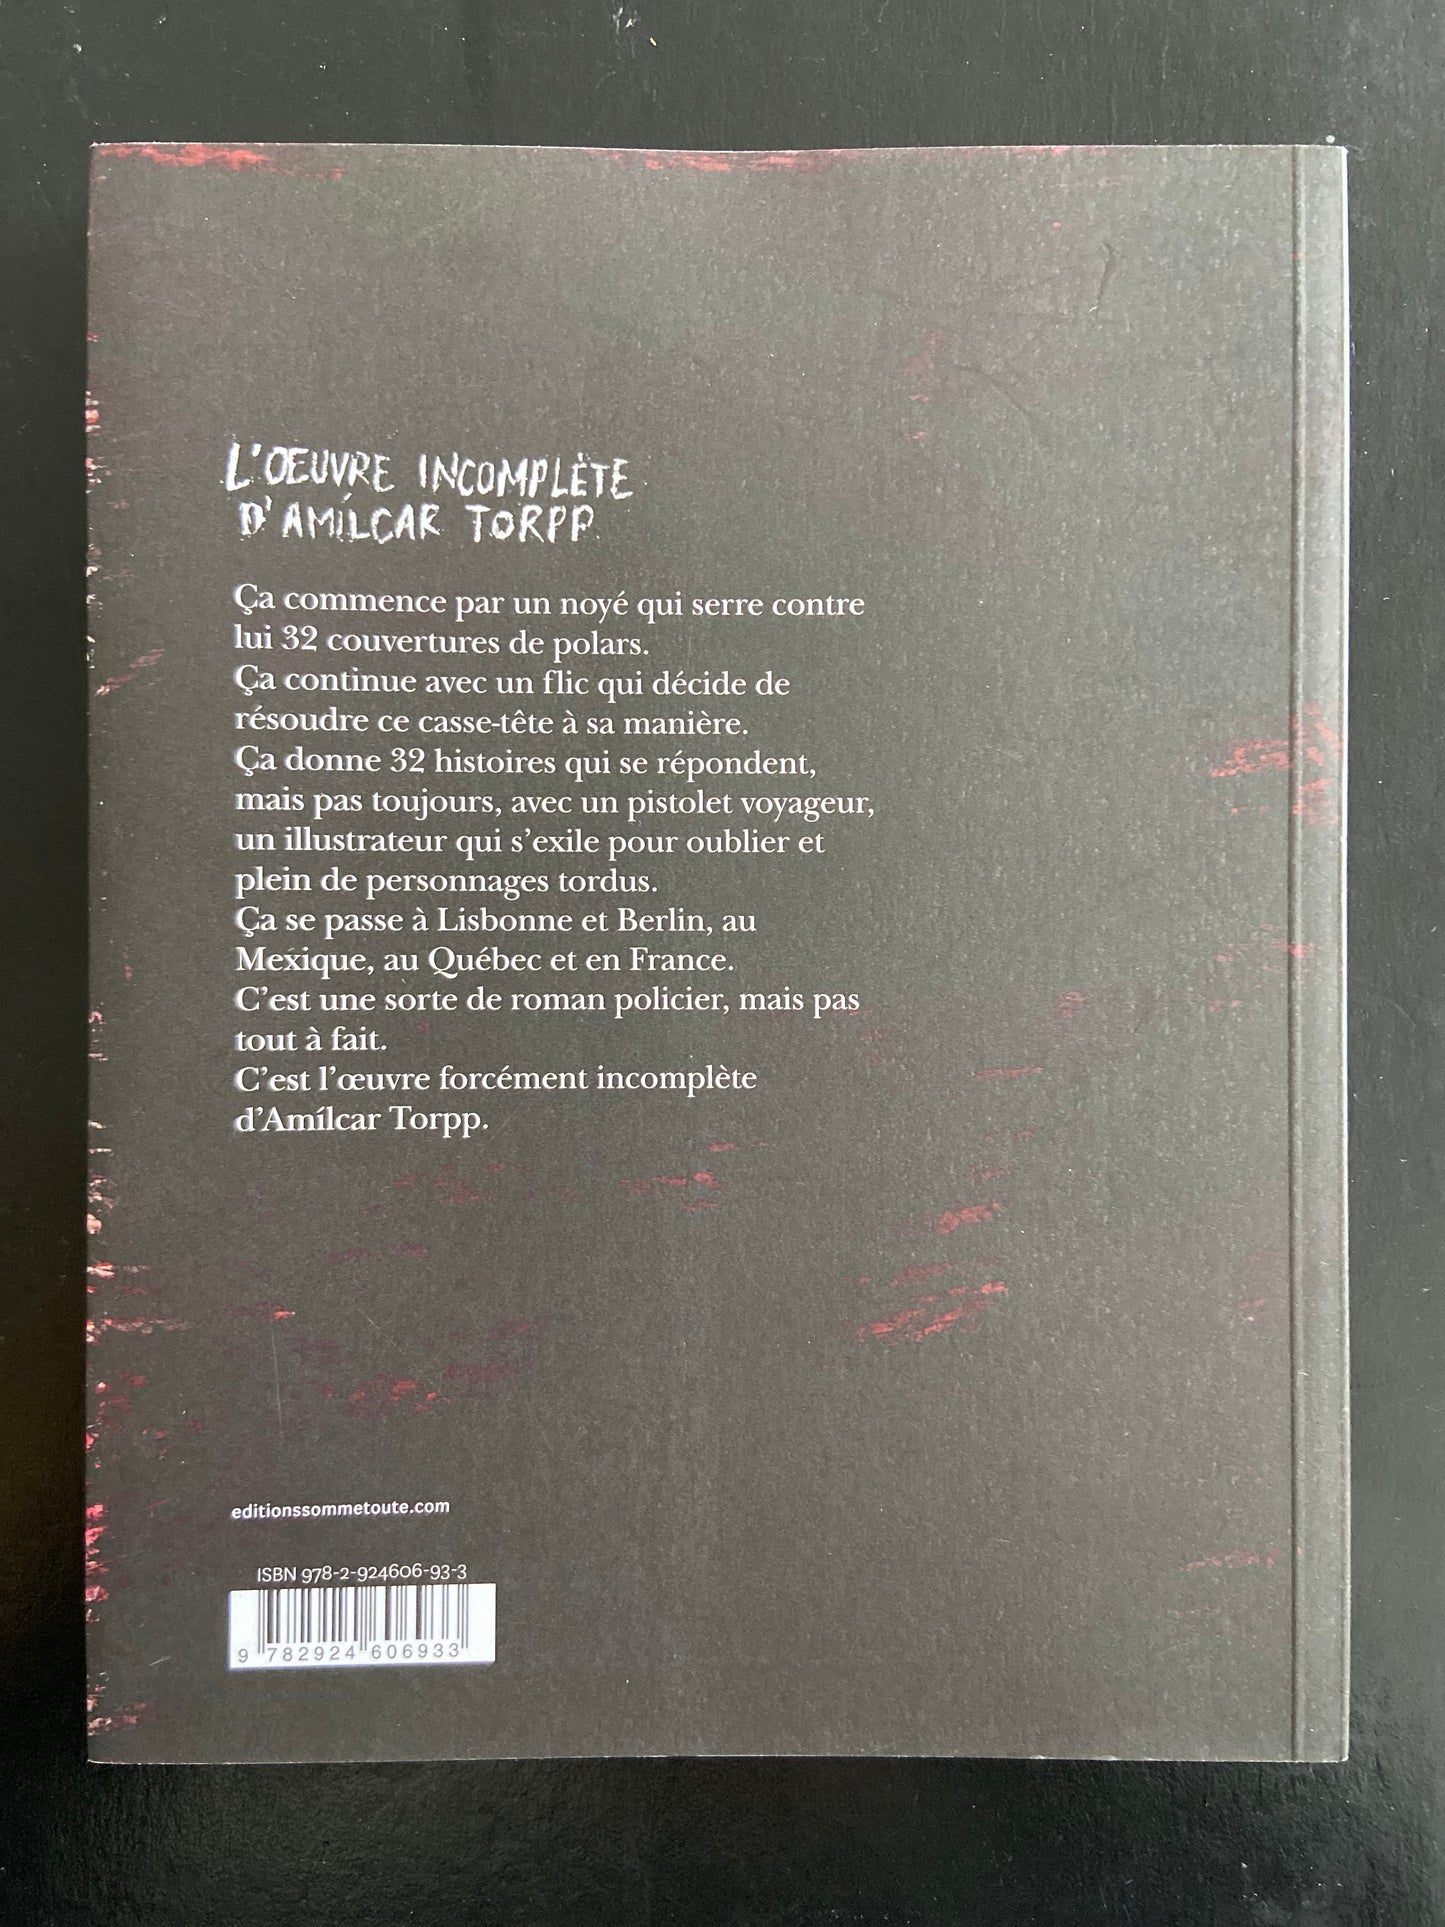 L'OEUVRE INCOMPLÈTE
D'AMÍLCAR TORPP
Ça commence par un noyé qui serre contre
lui 32 couvertures de polars.
Ça continue avec un flic qui décide de
résoudre ce casse-tête à sa manière.
Ça donne 32 histoires qui se répondent,
mais pas toujours, avec un pistolet voyageur,
un illustrateur qui s’exile pour oublier et
plein de personnages tordus.
Ça se passe à Lisbonne et Berlin, au
Mexique, au Québec et en France.
C’est une sorte de roman policier, mais pas
tout à fait.
C’est l’œuvre forcément incomplète
d’Amílcar Torpp.
editionssommetoute.com
ISBN 978-2-924606-93-3
9 782924 606933